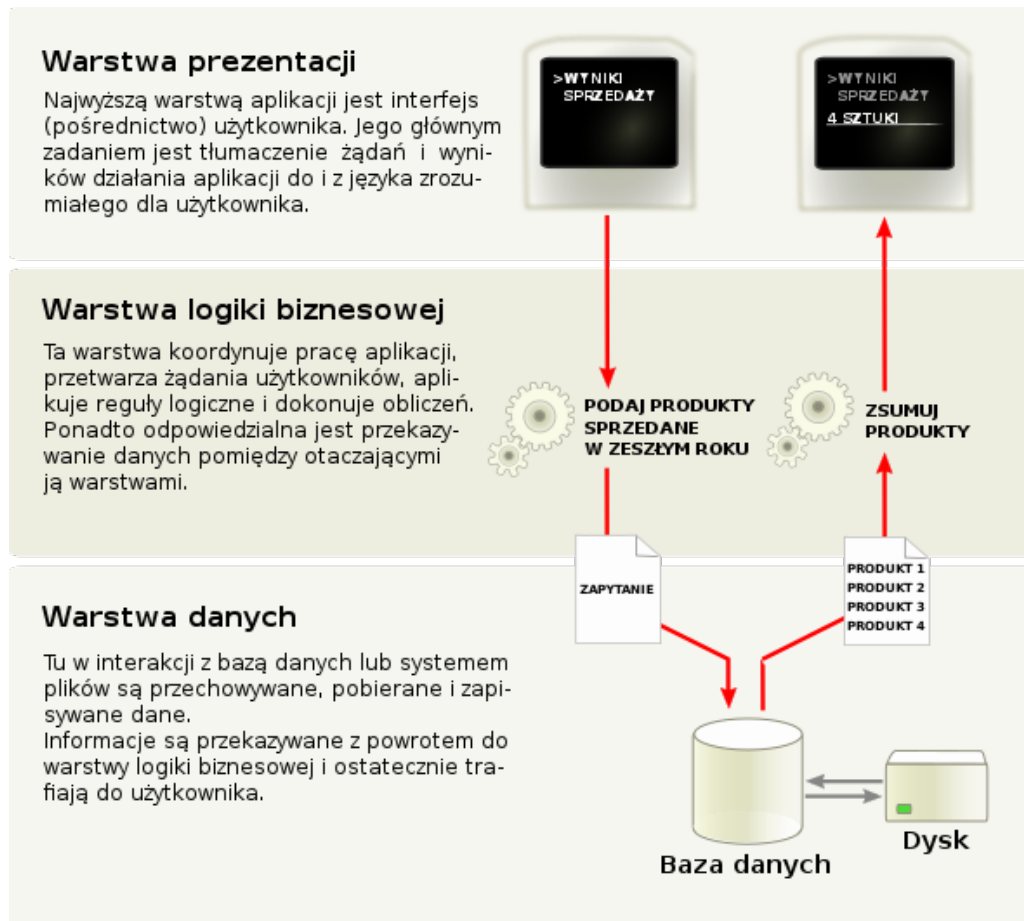 Warstwa prezentacji
Najwyższą warstwą aplikacji jest interfejs
(pośrednictwo) użytkownika. Jego głównym
zadaniem jest tłumaczenie żądań i wyni-
ków działania aplikacji do i z języka zrozu-
miałego dla użytkownika.
>WYNIKI
SPRZEDAŻY
>WYNIKI
SPRZEDAŻY
4 SZTUKI
Warstwa logiki biznesowej
Ta warstwa koordynuje pracę aplikacji,
przetwarza żądania użytkowników, apli-
kuje reguły logiczne i dokonuje obliczeń.
Ponadto odpowiedzialna jest przekazy-
wanie danych pomiędzy otaczającymi
ją warstwami.
PODAJ PRODUKTY
SPRZEDANE
W ZESZŁYM ROKU
ZSUMUJ
PRODUKTY
ZAPYTANIE
PRODUKT 1
PRODUKT 2
PRODUKT 3
PRODUKT 4
Warstwa danych
Tu w interakcji z bazą danych lub systemem
plików są przechowywane, pobierane i zapi-
sywane dane.
Informacje są przekazywane z powrotem do
warstwy logiki biznesowej i ostatecznie tra-
fiają do użytkownika.
Baza danych
Dysk